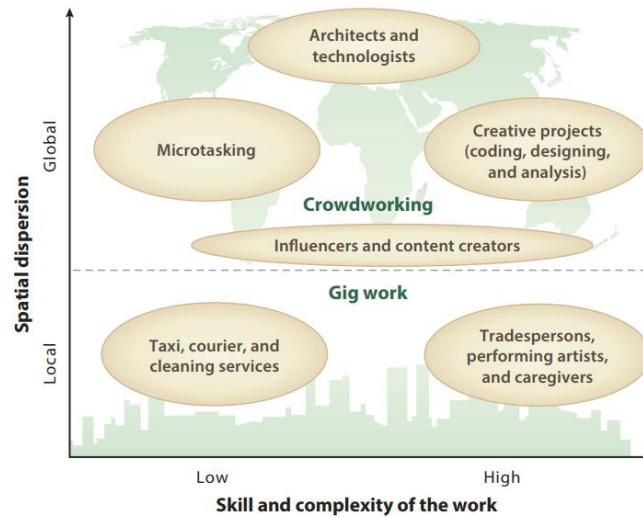 Architects and
technologists
Microtasking
Creative projects
(coding, designing,
and analysis)
Crowdworking
Influencers and content creators
Gig work
Taxi, courier, and
cleaning services
Tradespersons,
performing artists,
and caregivers
Spatial dispersion
Global
Local
Low
High
Skill and complexity of the work